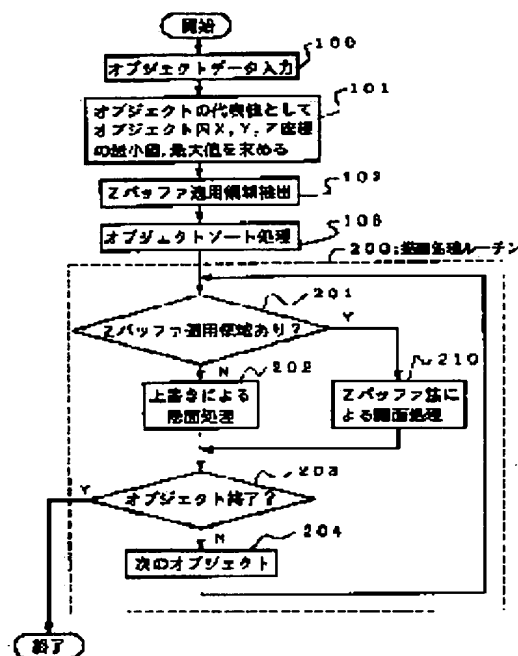 開始
100
オブジェクトデータ入力
101
オブジェクトの代表値として
オブジェクト内X,Y,Z座標
の最小値,最大値を求める
103
Zバッファ適用領域抽出
オブジェクトソート処理
200:描画処理ルーチン
201
Zバッファ適用領域あり?
Y
N
202
上書きによる
陰面処理
210
Zバッファ法に
よる陰面処理
203
オブジェクト終了?
Y
N
204
次のオブジェクト
終了